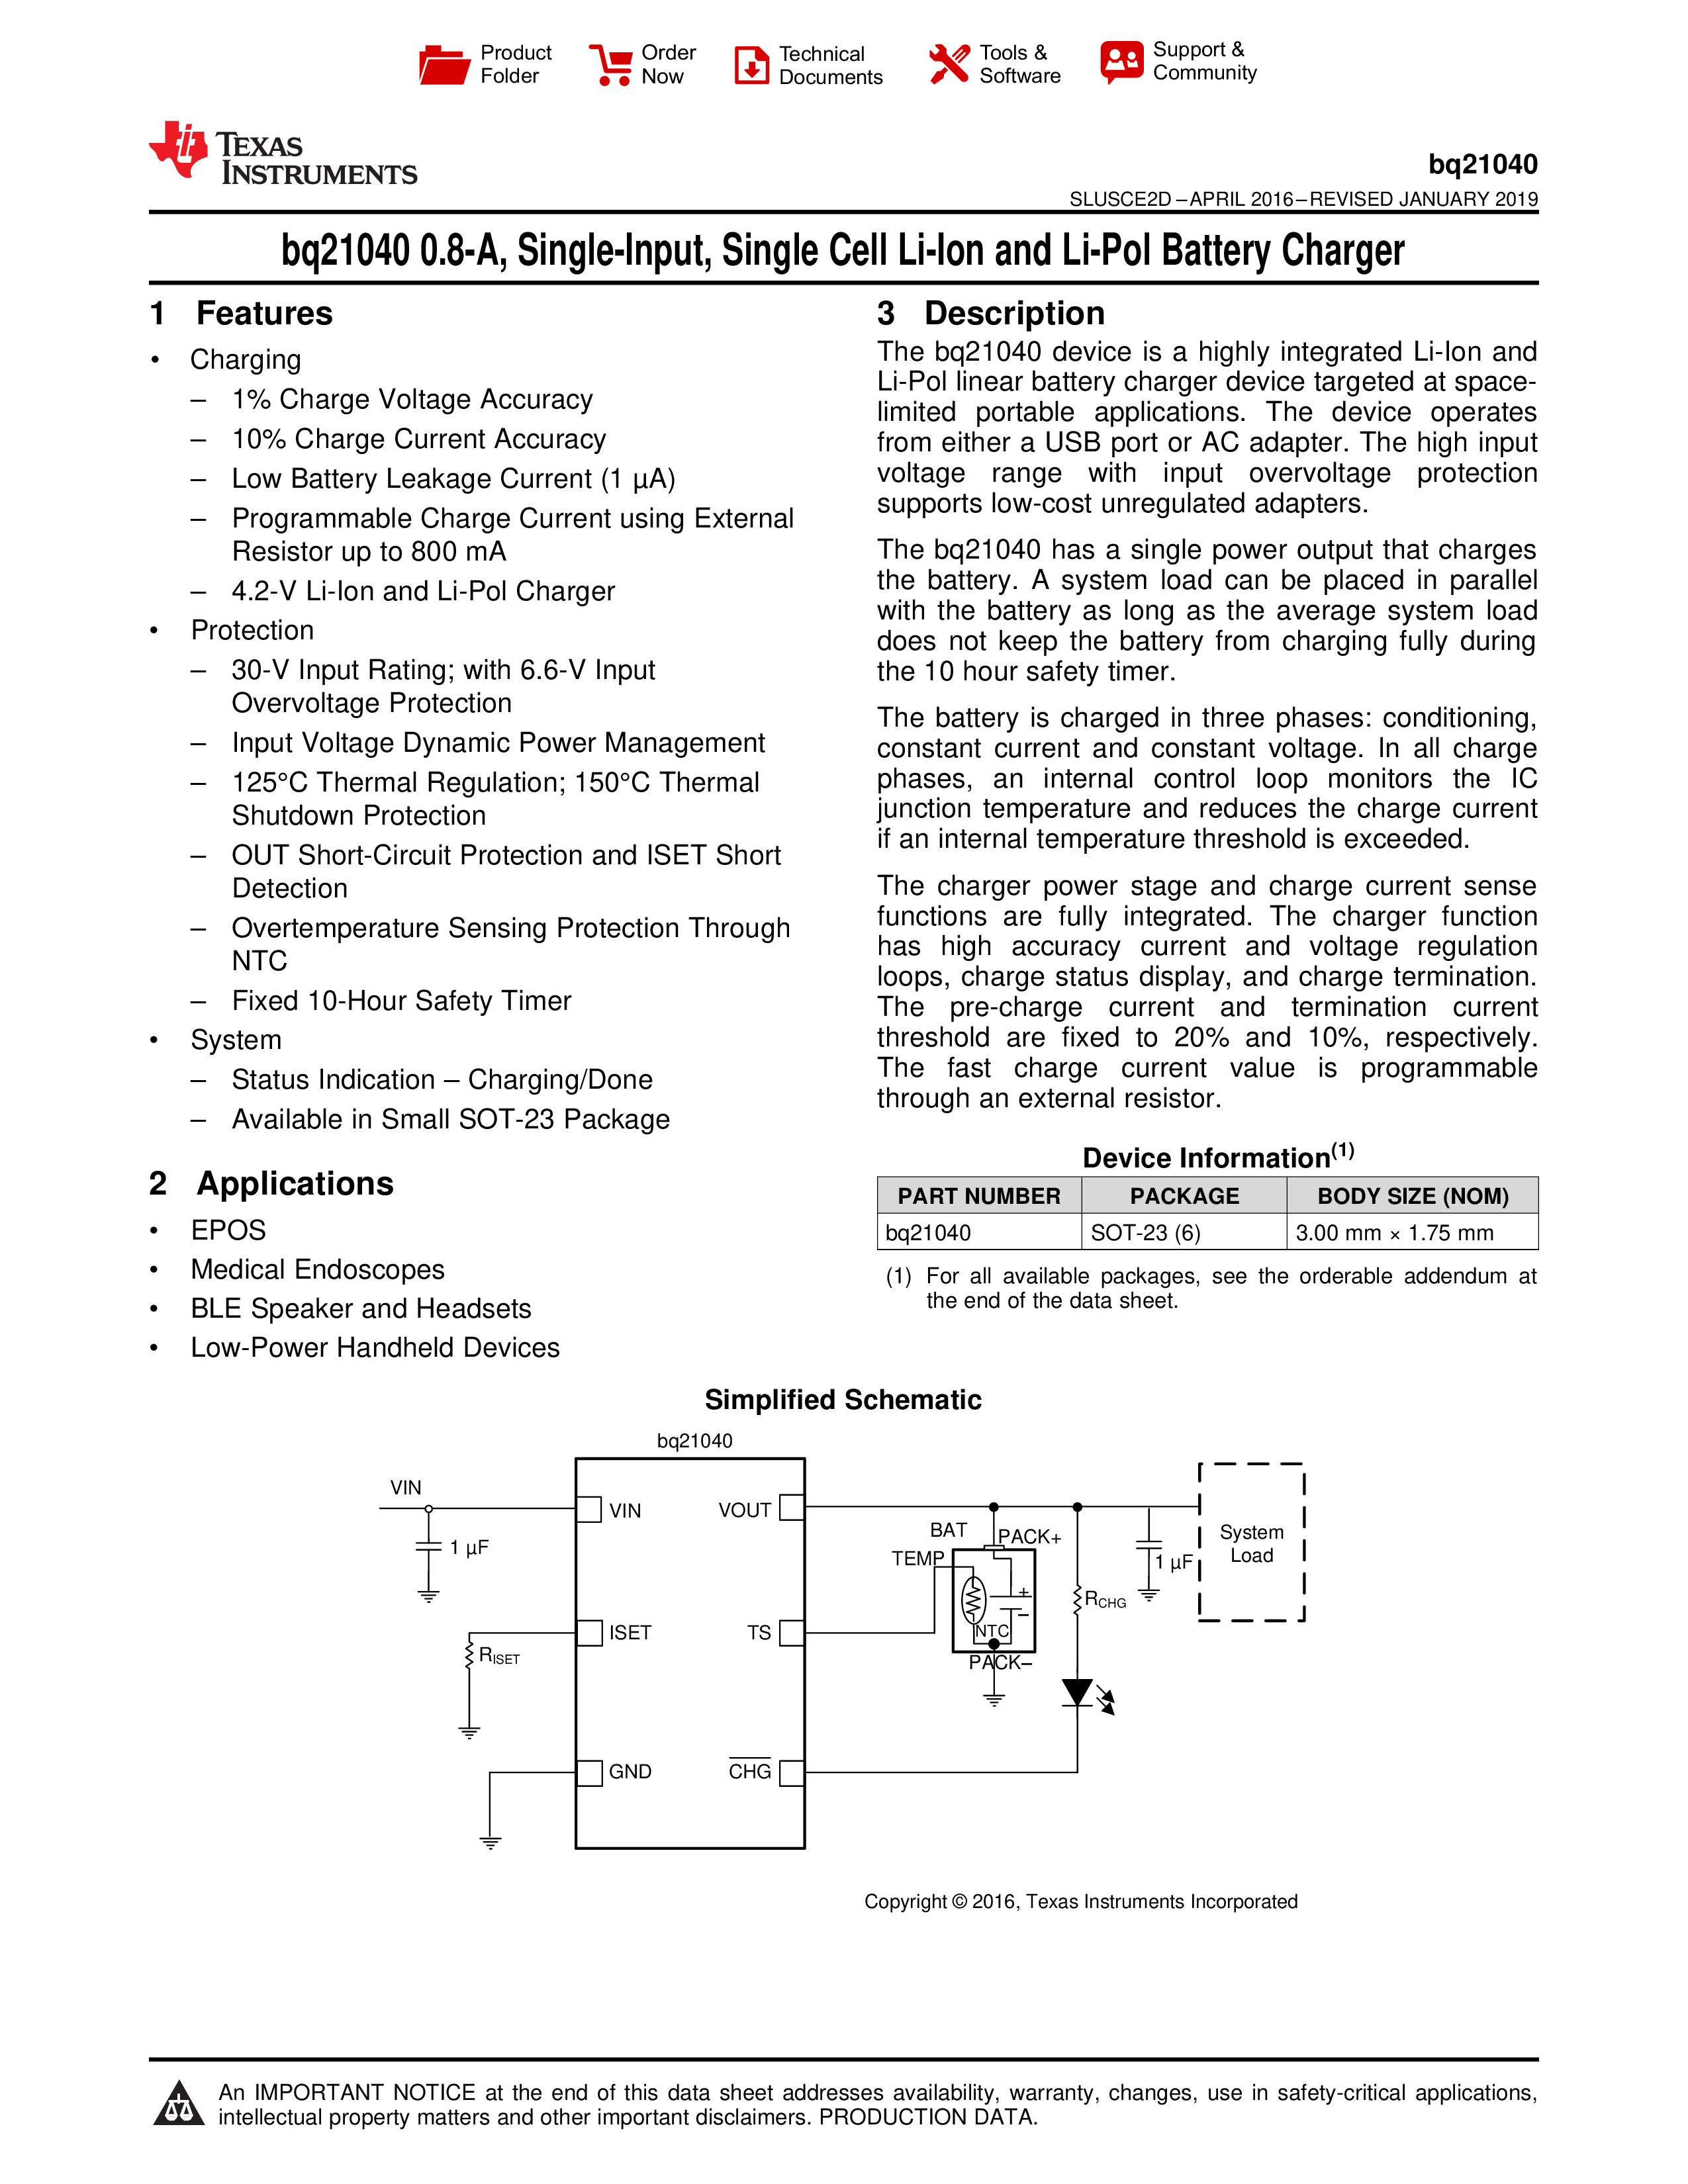 Product
Folder
Order
Now
Technical
Documents
Tools &
Software
Support &
Community
TEXAS
INSTRUMENTS
bq21040
SLUSCE2D – APRIL 2016 – REVISED JANUARY 2019
bq21040 0.8-A, Single-Input, Single Cell Li-Ion and Li-Pol Battery Charger
1 Features
• Charging
– 1% Charge Voltage Accuracy
– 10% Charge Current Accuracy
– Low Battery Leakage Current (1 µA)
– Programmable Charge Current using External
Resistor up to 800 mA
– 4.2-V Li-Ion and Li-Pol Charger
• Protection
– 30-V Input Rating; with 6.6-V Input
Overvoltage Protection
– Input Voltage Dynamic Power Management
– 125°C Thermal Regulation; 150°C Thermal
Shutdown Protection
– OUT Short-Circuit Protection and ISET Short
Detection
– Overtemperature Sensing Protection Through
NTC
– Fixed 10-Hour Safety Timer
• System
– Status Indication – Charging/Done
– Available in Small SOT-23 Package
2 Applications
• EPOS
• Medical Endoscopes
• BLE Speaker and Headsets
• Low-Power Handheld Devices
3 Description
The bq21040 device is a highly integrated Li-Ion and
Li-Pol linear battery charger device targeted at space-
limited portable applications. The device operates
from either a USB port or AC adapter. The high input
voltage range with input overvoltage protection
supports low-cost unregulated adapters.
The bq21040 has a single power output that charges
the battery. A system load can be placed in parallel
with the battery as long as the average system load
does not keep the battery from charging fully during
the 10 hour safety timer.
The battery is charged in three phases: conditioning,
constant current and constant voltage. In all charge
phases, an internal control loop monitors the IC
junction temperature and reduces the charge current
if an internal temperature threshold is exceeded.
The charger power stage and charge current sense
functions are fully integrated. The charger function
has high accuracy current and voltage regulation
loops, charge status display, and charge termination.
The pre-charge current and termination current
threshold are fixed to 20% and 10%, respectively.
The fast charge current value is programmable
through an external resistor.
Device Information(1)
PART NUMBER PACKAGE BODY SIZE (NOM)
bq21040 SOT-23 (6) 3.00 mm × 1.75 mm
(1) For all available packages, see the orderable addendum at
the end of the data sheet.
Simplified Schematic
bq21040
VIN
VIN
VOUT
1 µF
BAT
PACK+
TEMP
System
Load
1 µF
+
–
RCHG
NTC
ISET
TS
RISET
PACK–
GND
CHG
Copyright © 2016, Texas Instruments Incorporated
An IMPORTANT NOTICE at the end of this data sheet addresses availability, warranty, changes, use in safety-critical applications,
intellectual property matters and other important disclaimers. PRODUCTION DATA.